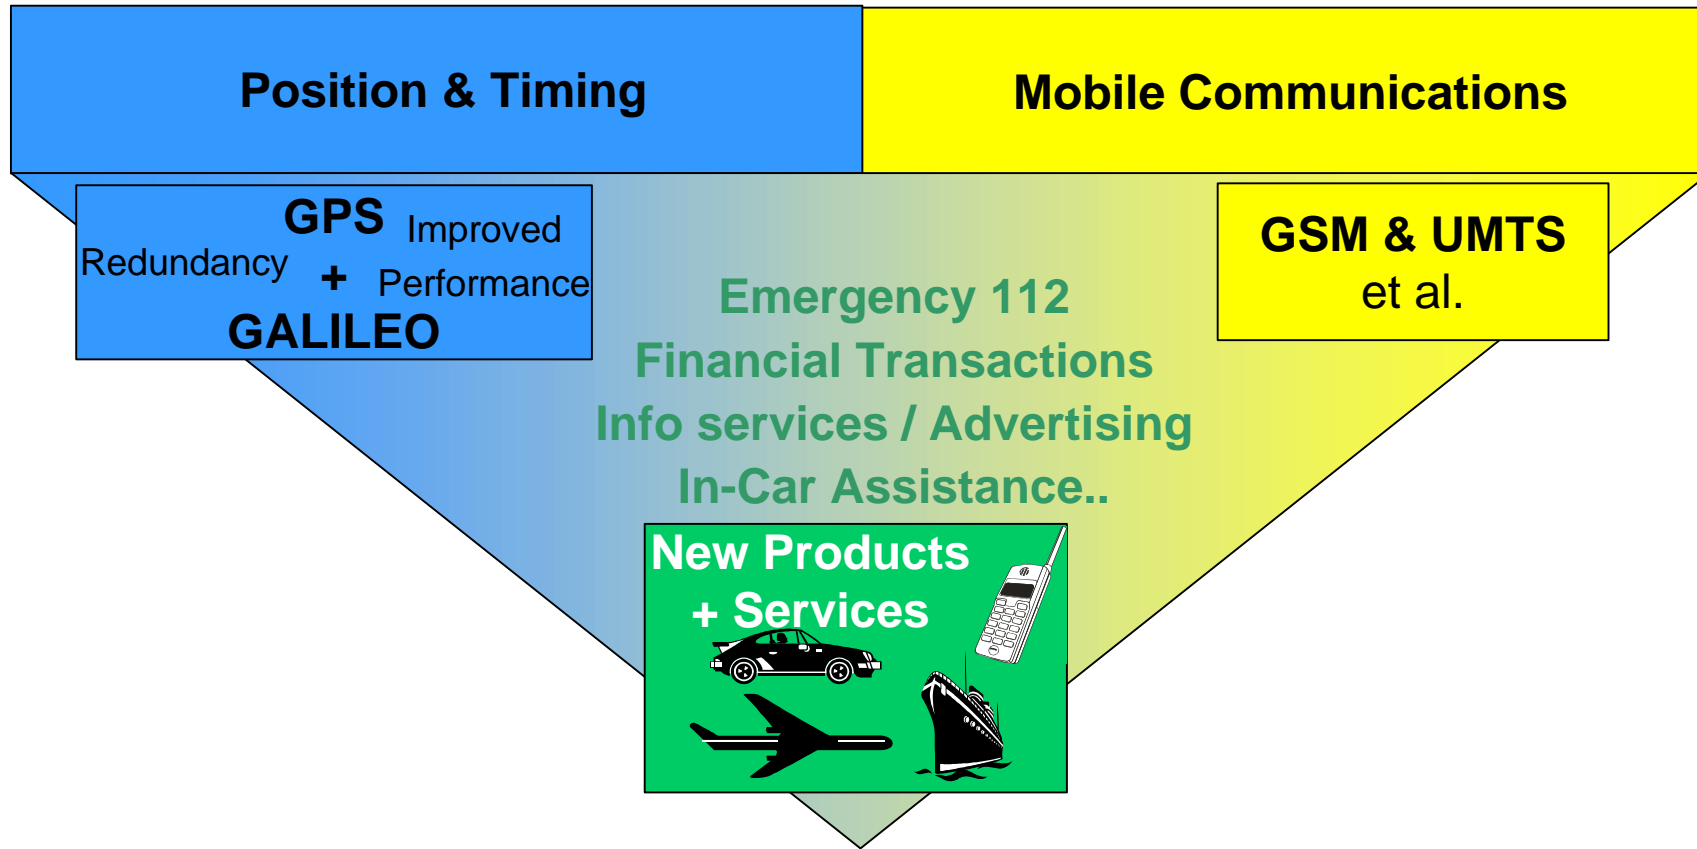 Position & Timing
Mobile Communications
GPS
Redundancy
+
Improved
Performance
GALILEO
GSM & UMTS
et al.
Emergency 112
Financial Transactions
Info services / Advertising
In-Car Assistance..
New Products
+ Services